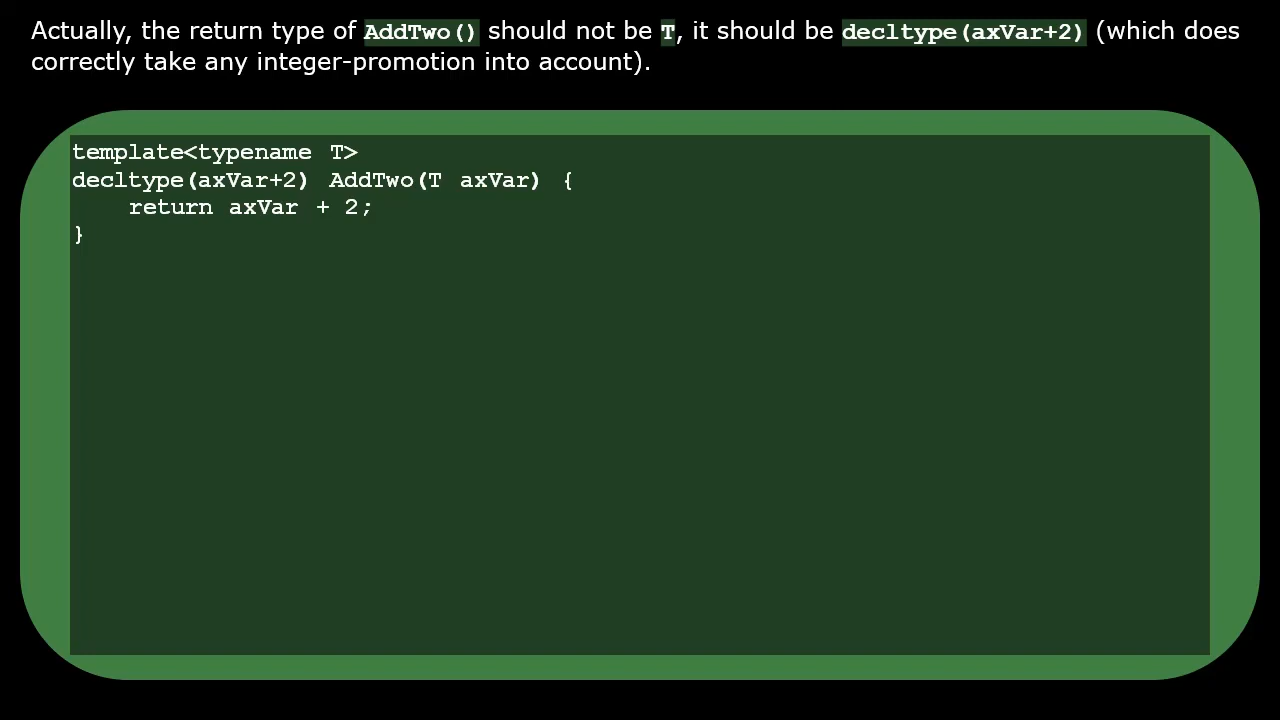 Actually, the return type of AddTwo() should not be T, it should be decltype(axVar+2) (which does
correctly take any integer-promotion into account).
template<typename T>
decltype(axVar+2) AddTwo(T axVar) {
    return axVar + 2;
}